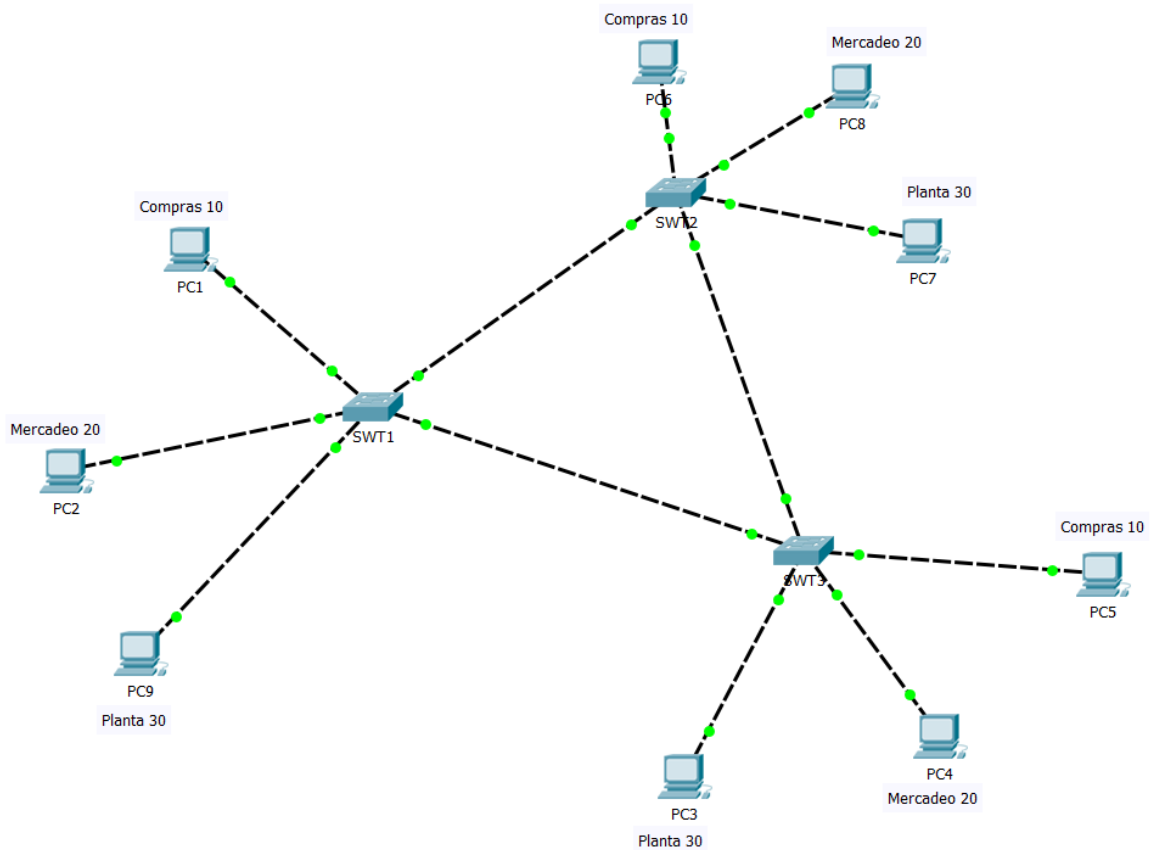 Compras 10
PC6
Mercadeo 20
PC8
SWT2
Planta 30
PC7
Compras 10
PC1
SWT1
Mercadeo 20
PC2
PC9
Planta 30
SWT3
Compras 10
PC5
PC4
Mercadeo 20
PC3
Planta 30